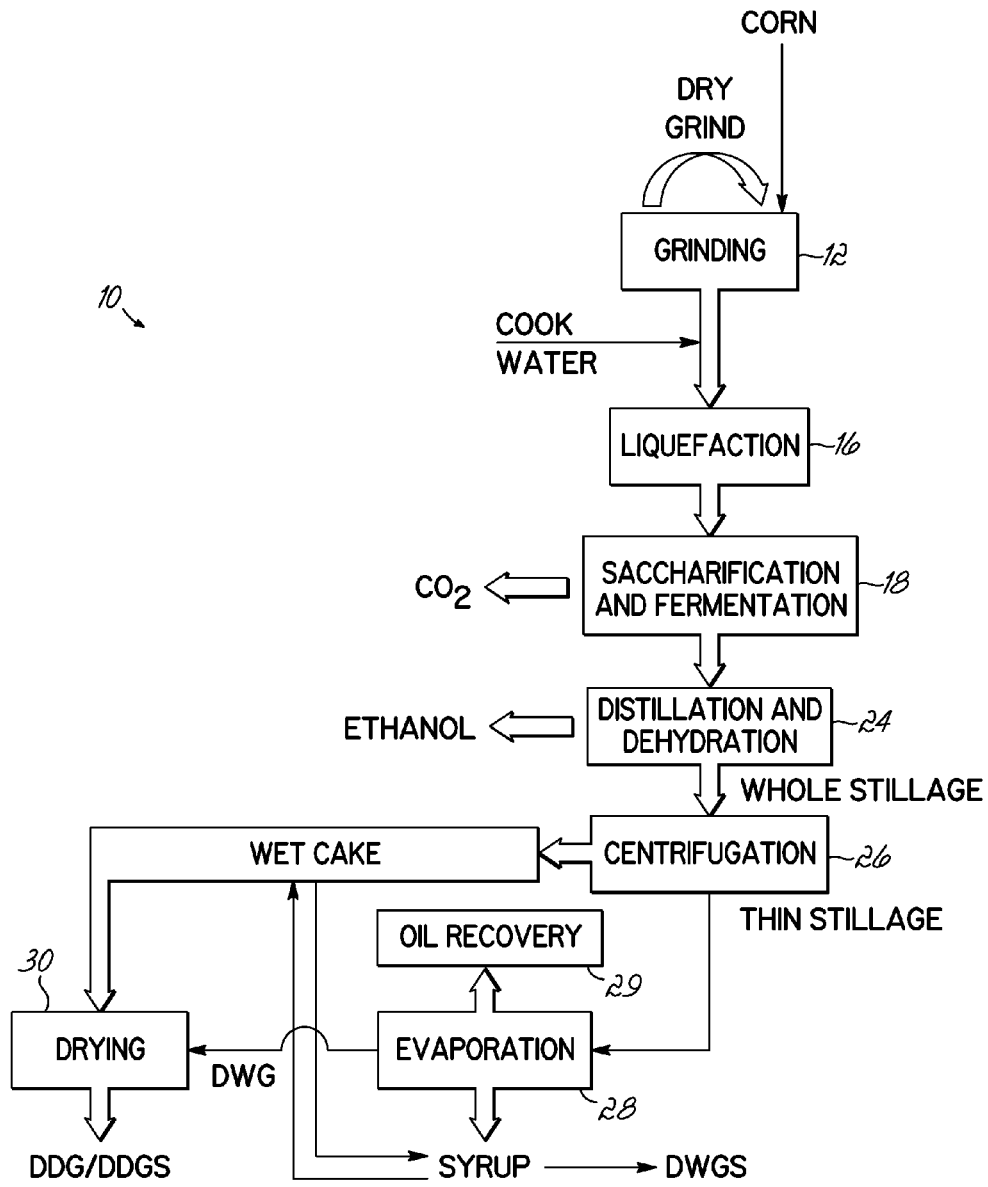 CORN
DRY
GRIND
GRINDING
12
10
COOK
WATER
LIQUEFACTION
16
SACCHARIFICATION
AND FERMENTATION
18
CO2
DISTILLATION AND
DEHYDRATION
24
ETHANOL
WHOLE STILLAGE
WET CAKE
CENTRIFUGATION
26
THIN STILLAGE
OIL RECOVERY
29
30
DRYING
DWG
EVAPORATION
28
DDG/DDGS
SYRUP
DWGS